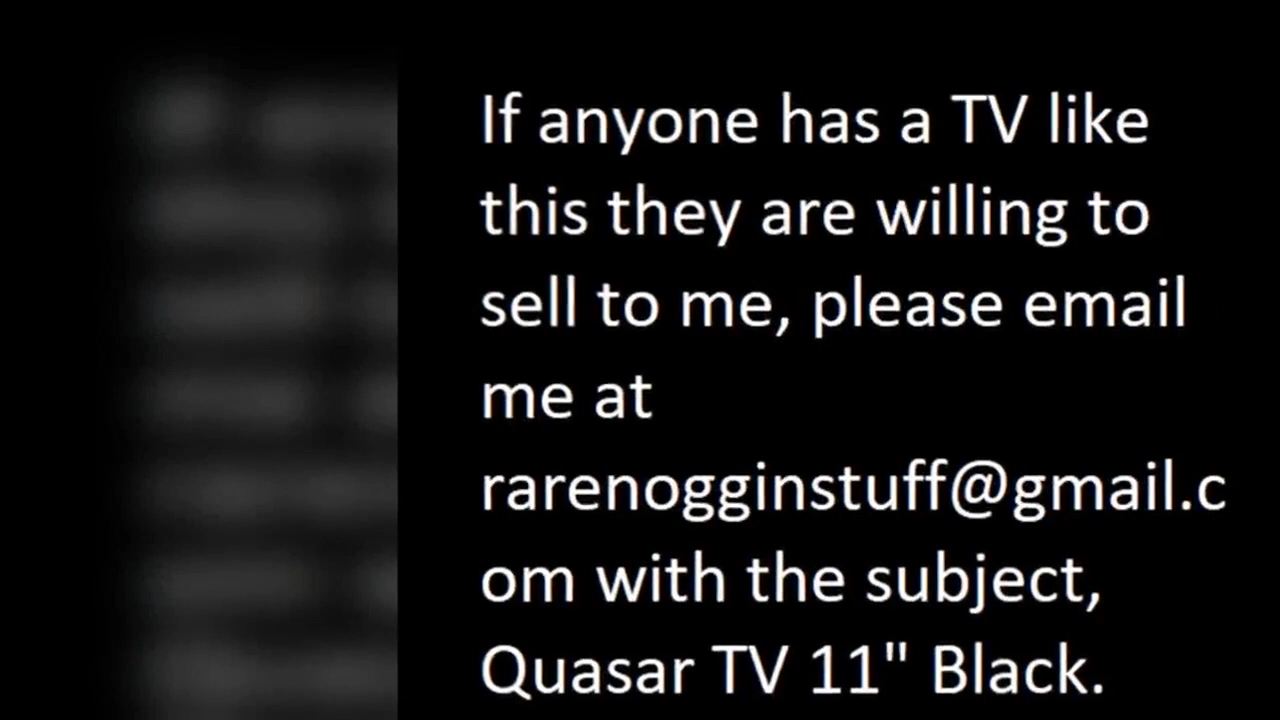 If anyone has a TV like
this they are willing to
sell to me, please email
me at
rarenogginstuff@gmail.c
om with the subject,
Quasar TV 11" Black.